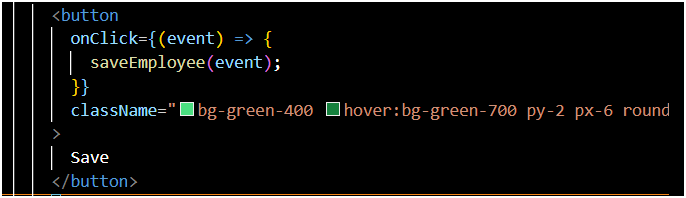 <button
onClick={(event) => {
saveEmployee(event);
}}
className="bg-green-400 hover:bg-green-700 py-2 px-6 round
>
Save
</button>